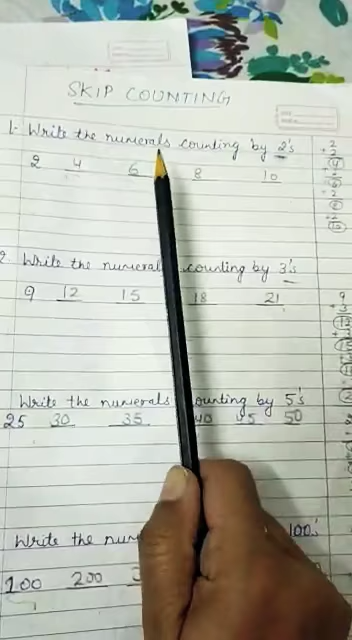 SKIP COUNTING
1. Write the numerals counting by 2's
2 4 6 8 10
2 Write the numeral counting by 3's
9 12 15 18 21
Write the numerals counting by 5's
25 30 35 40 45 50
Write the 100's
100 200